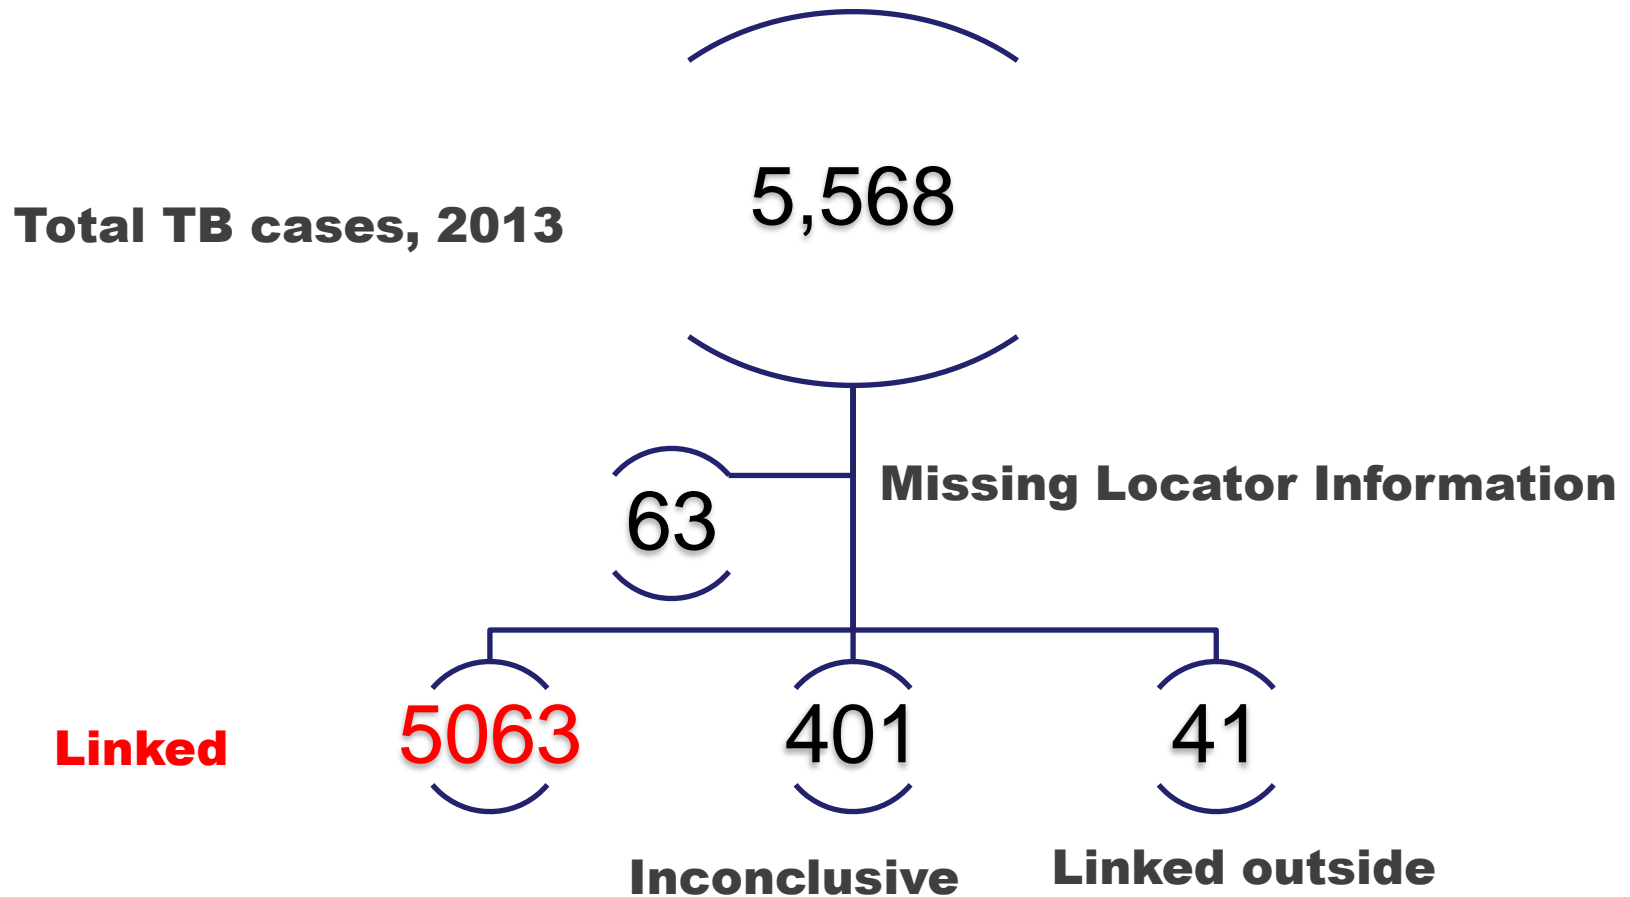 5,568
Total TB cases, 2013
Missing Locator Information
63
Linked
5063
401
41
Inconclusive
Linked outside